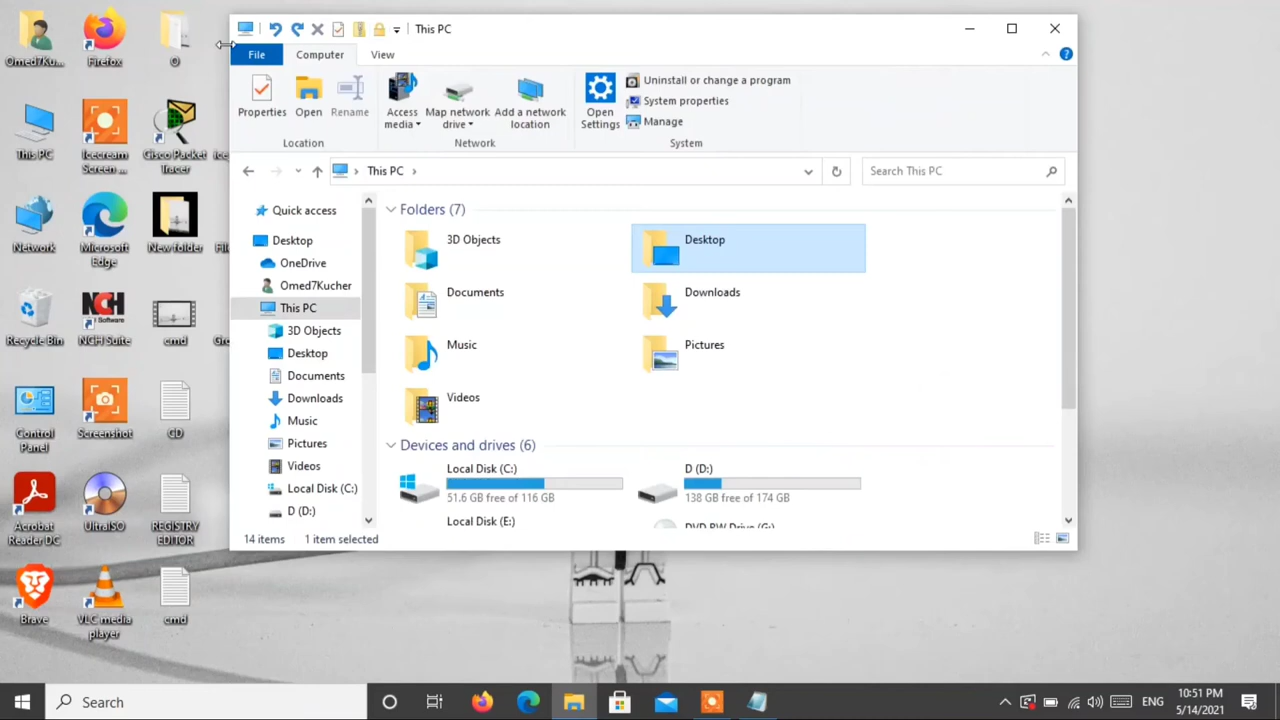 Omed7Ku...
Firefox
O
This PC
Icecream
Screen ...
Cisco Packet
Tracer
Network
Microsoft
Edge
New folder
Recycle Bin
NCH Suite
cmd
Control
Panel
Screenshot
CD
Acrobat
Reader DC
UltraISO
REGISTRY
EDITOR
Brave
VLC media
player
cmd
This PC
File
Computer
View
Properties
Open
Rename
Location
Access
media
Map network
drive
Add a network
location
Network
Open
Settings
Uninstall or change a program
System properties
Manage
System
This PC
Search This PC
Quick access
Desktop
OneDrive
Omed7Kucher
This PC
3D Objects
Desktop
Documents
Downloads
Music
Pictures
Videos
Local Disk (C:)
D (D:)
Folders (7)
3D Objects
Desktop
Documents
Downloads
Music
Pictures
Videos
Devices and drives (6)
Local Disk (C:)
51.6 GB free of 116 GB
D (D:)
138 GB free of 174 GB
Local Disk (E:)
DVD RW Drive (G:)
14 items
1 item selected
Search
ENG
10:51 PM
5/14/2021